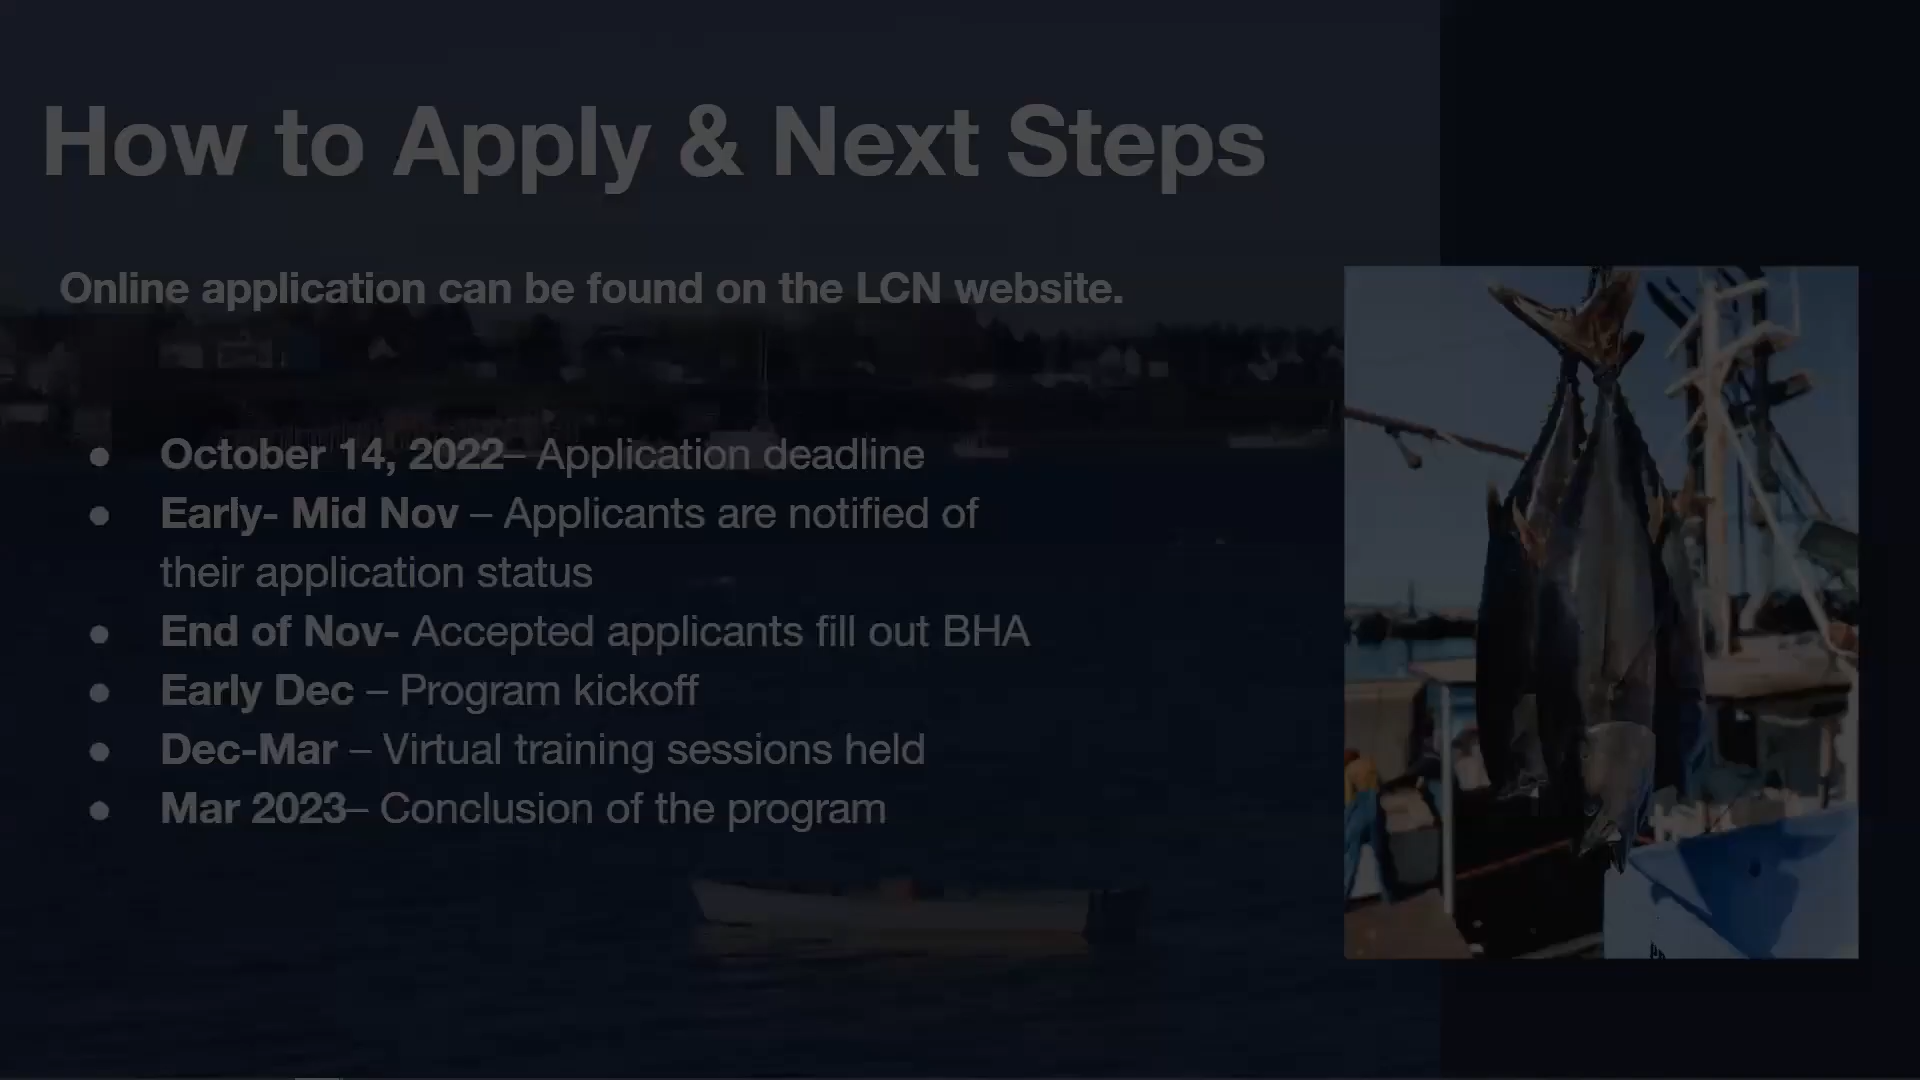 How to Apply & Next Steps
Online application can be found on the LCN website.
● October 14, 2022– Application deadline
● Early- Mid Nov – Applicants are notified of
their application status
● End of Nov- Accepted applicants fill out BHA
● Early Dec – Program kickoff
● Dec-Mar – Virtual training sessions held
● Mar 2023– Conclusion of the program